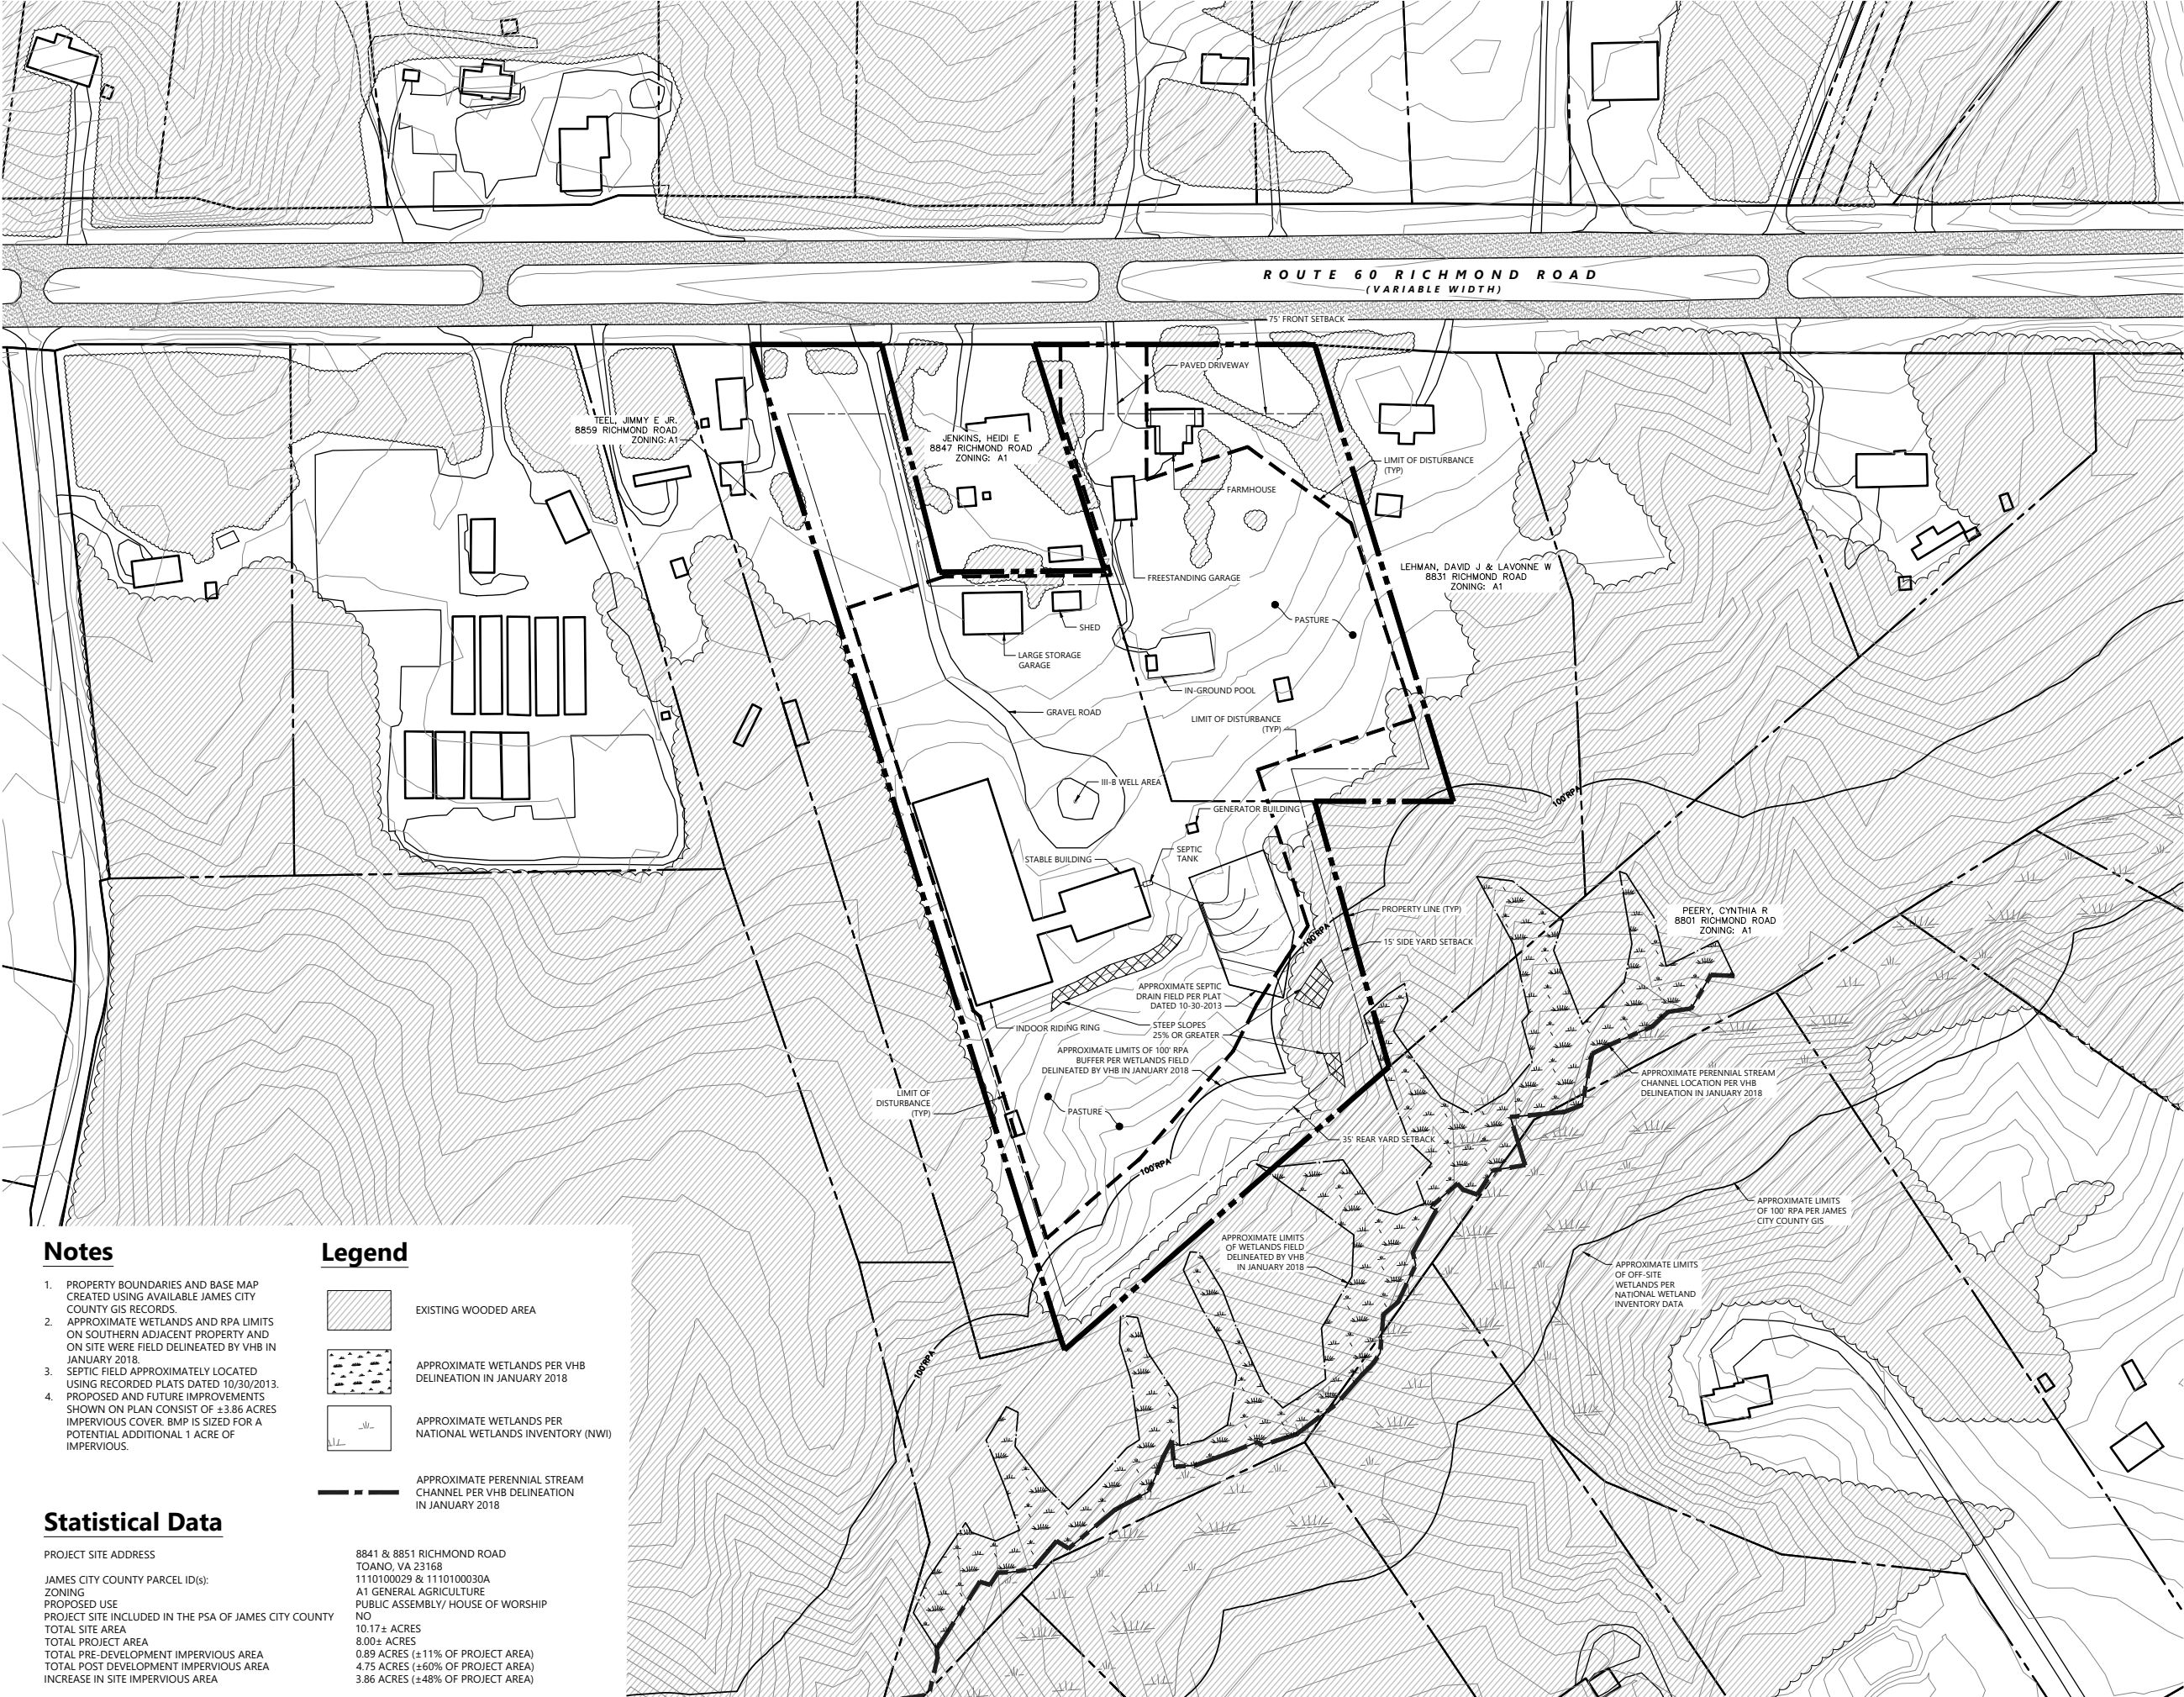 ROUTE 60 RICHMOND ROAD
(VARIABLE WIDTH)
75' FRONT SETBACK
PAVED DRIVEWAY
TEEL, JIMMY E JR.
8859 RICHMOND ROAD
ZONING: A1
JENKINS, HEIDI E
8847 RICHMOND ROAD
ZONING: A1
LIMIT OF DISTURBANCE
(TYP)
FARMHOUSE
FREESTANDING GARAGE
LEHMAN, DAVID J & LAVONNE W
8831 RICHMOND ROAD
ZONING: A1
SHED
PASTURE
LARGE STORAGE
GARAGE
IN-GROUND POOL
GRAVEL ROAD
LIMIT OF DISTURBANCE
(TYP)
III-B WELL AREA
100'RPA
GENERATOR BUILDING
STABLE BUILDING
SEPTIC
TANK
PROPERTY LINE (TYP)
PEERY, CYNTHIA R
8801 RICHMOND ROAD
ZONING: A1
100'RPA
15' SIDE YARD SETBACK
APPROXIMATE SEPTIC
DRAIN FIELD PER PLAT
DATED 10-30-2013
INDOOR RIDING RING
STEEP SLOPES
25% OR GREATER
APPROXIMATE LIMITS OF 100' RPA
BUFFER PER WETLANDS FIELD
DELINEATED BY VHB IN JANUARY 2018
APPROXIMATE PERENNIAL STREAM
CHANNEL LOCATION PER VHB
DELINEATION IN JANUARY 2018
LIMIT OF
DISTURBANCE
(TYP)
PASTURE
35' REAR YARD SETBACK
100'RPA
APPROXIMATE LIMITS
OF 100' RPA PER JAMES
CITY COUNTY GIS
APPROXIMATE LIMITS
OF WETLANDS FIELD
DELINEATED BY VHB
IN JANUARY 2018
APPROXIMATE LIMITS
OF OFF-SITE
WETLANDS PER
NATIONAL WETLAND
INVENTORY DATA
100'RPA
Notes
1. PROPERTY BOUNDARIES AND BASE MAP
CREATED USING AVAILABLE JAMES CITY
COUNTY GIS RECORDS.
2. APPROXIMATE WETLANDS AND RPA LIMITS
ON SOUTHERN ADJACENT PROPERTY AND
ON SITE WERE FIELD DELINEATED BY VHB IN
JANUARY 2018.
3. SEPTIC FIELD APPROXIMATELY LOCATED
USING RECORDED PLATS DATED 10/30/2013.
4. PROPOSED AND FUTURE IMPROVEMENTS
SHOWN ON PLAN CONSIST OF ±3.86 ACRES
IMPERVIOUS COVER. BMP IS SIZED FOR A
POTENTIAL ADDITIONAL 1 ACRE OF
IMPERVIOUS.
Legend
EXISTING WOODED AREA
APPROXIMATE WETLANDS PER VHB
DELINEATION IN JANUARY 2018
APPROXIMATE WETLANDS PER
NATIONAL WETLANDS INVENTORY (NWI)
APPROXIMATE PERENNIAL STREAM
CHANNEL PER VHB DELINEATION
IN JANUARY 2018
Statistical Data
PROJECT SITE ADDRESS 8841 & 8851 RICHMOND ROAD
TOANO, VA 23168
JAMES CITY COUNTY PARCEL ID(s): 1110100029 & 1110100030A
ZONING A1 GENERAL AGRICULTURE
PROPOSED USE PUBLIC ASSEMBLY/ HOUSE OF WORSHIP
PROJECT SITE INCLUDED IN THE PSA OF JAMES CITY COUNTY NO
TOTAL SITE AREA 10.17± ACRES
TOTAL PROJECT AREA 8.00± ACRES
TOTAL PRE-DEVELOPMENT IMPERVIOUS AREA 0.89 ACRES (±11% OF PROJECT AREA)
TOTAL POST DEVELOPMENT IMPERVIOUS AREA 4.75 ACRES (±60% OF PROJECT AREA)
INCREASE IN SITE IMPERVIOUS AREA 3.86 ACRES (±48% OF PROJECT AREA)